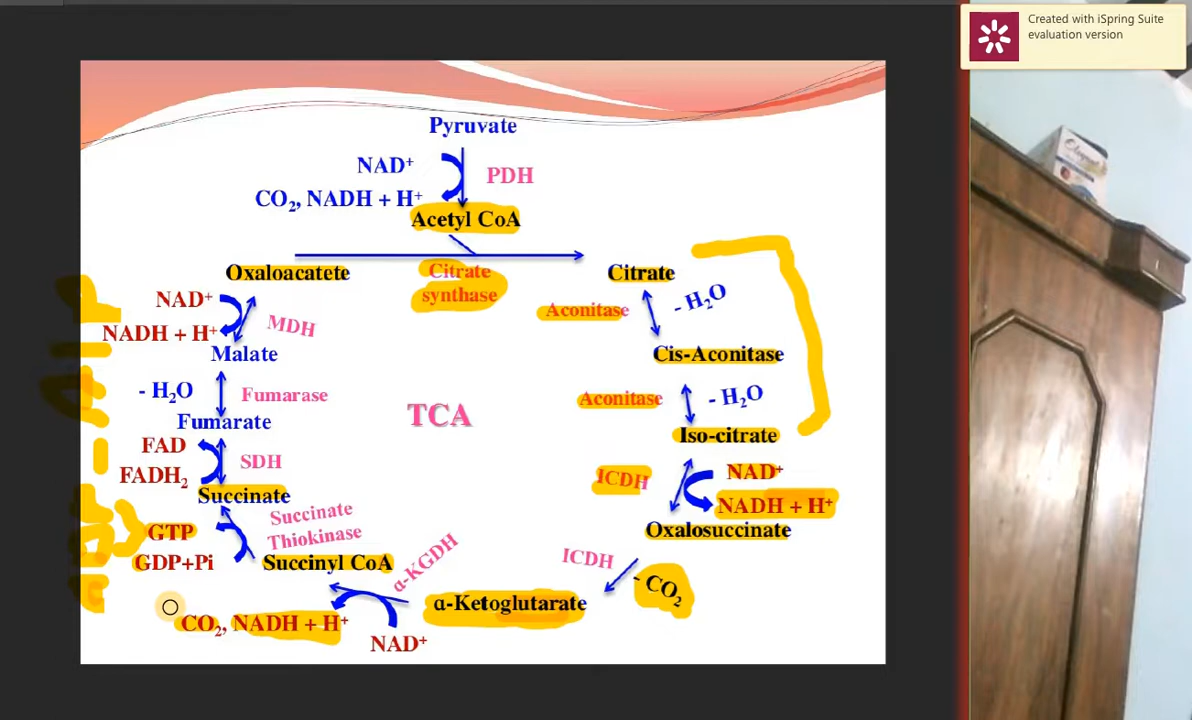 Created with iSpring Suite
evaluation version
Pyruvate
NAD⁺
PDH
CO₂, NADH + H⁺
Acetyl CoA
Oxaloacatete
Citrate
synthase
Citrate
NAD⁺
NADH + H⁺
MDH
Malate
Aconitase
- H₂O
Cis-Aconitase
- H₂O
Fumarase
Fumarate
TCA
Aconitase
- H₂O
Iso-citrate
FAD
FADH₂
SDH
Succinate
ICDH
NAD⁺
NADH + H⁺
Oxalosuccinate
GTP
GDP+Pi
Succinate
Thiokinase
Succinyl CoA
α-KGDH
ICDH
- CO₂
α-Ketoglutarate
CO₂, NADH + H⁺
NAD⁺